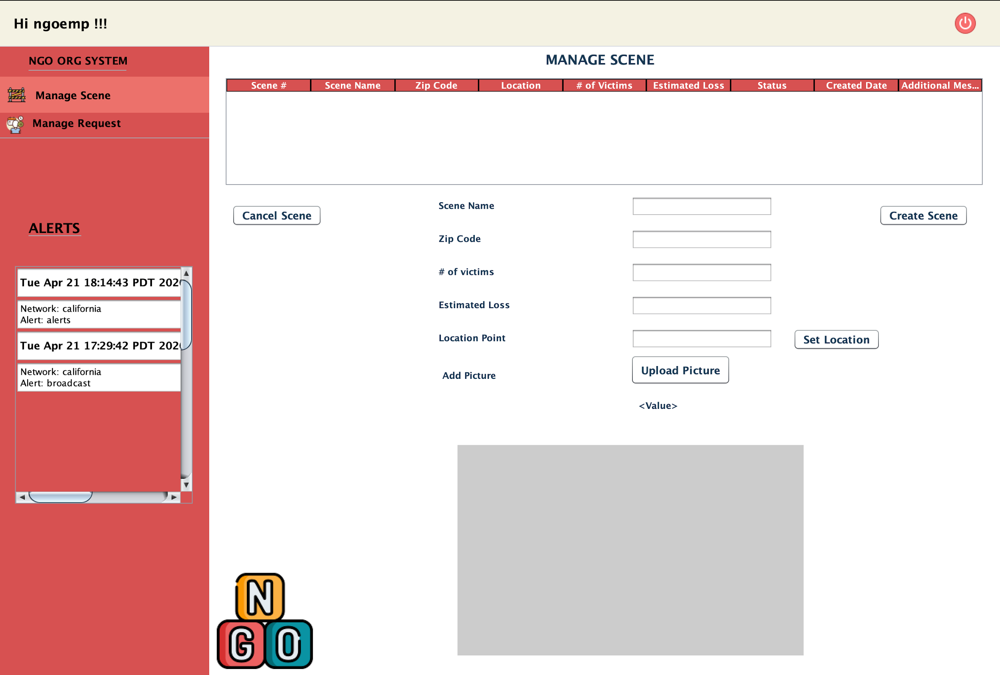 Hi ngoemp !!!
NGO ORG SYSTEM
Manage Scene
Manage Request
ALERTS
Tue Apr 21 18:14:43 PDT 202
Network: california
Alert: alerts
Tue Apr 21 17:29:42 PDT 202
Network: california
Alert: broadcast
MANAGE SCENE
Scene # Scene Name Zip Code Location # of Victims Estimated Loss Status Created Date Additional Mes...
Cancel Scene
Scene Name
Create Scene
Zip Code
# of victims
Estimated Loss
Location Point
Set Location
Add Picture
Upload Picture
<Value>
N
GO